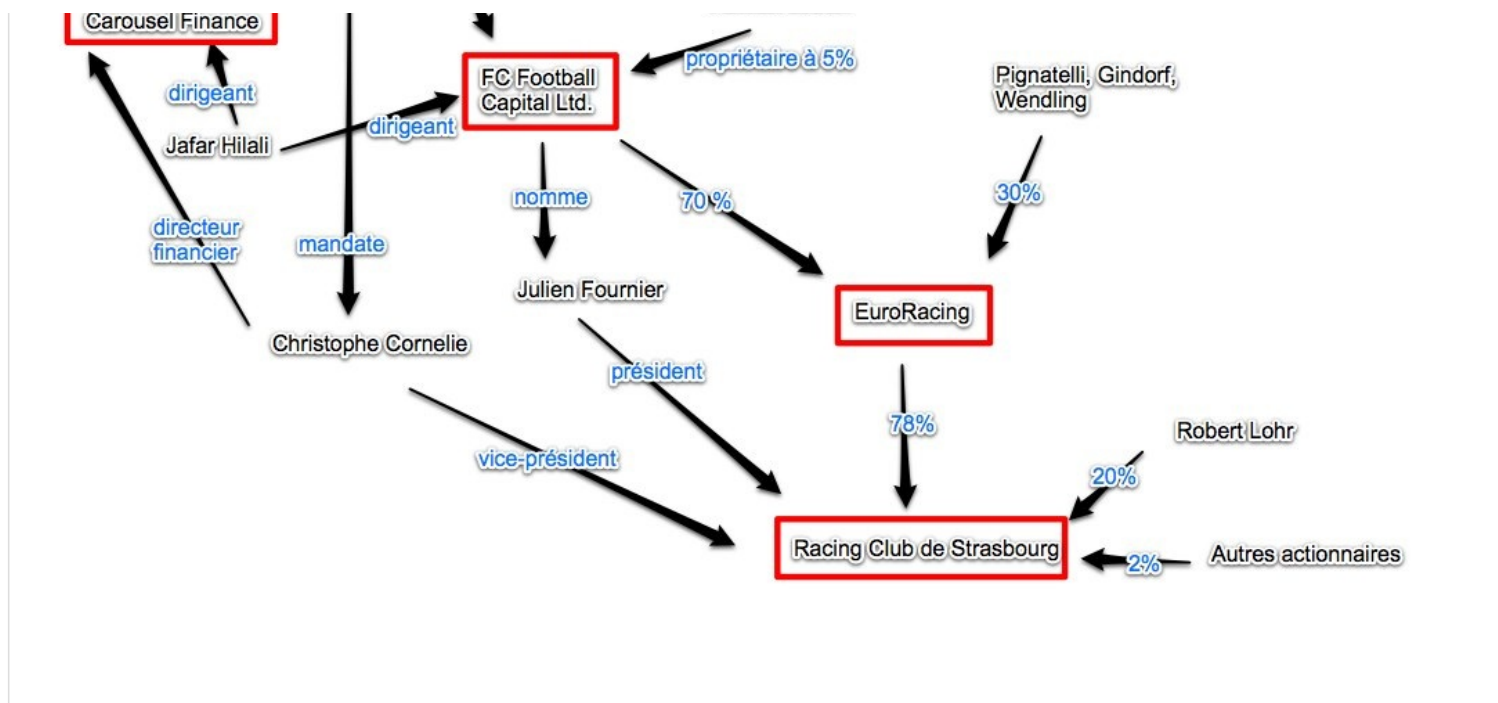 Carousel Finance
propriétaire à 5%
FC Football
Capital Ltd.
Pignatelli, Gindorf,
Wendling
dirigeant
dirigeant
Jafar Hilali
nomme
70 %
30%
directeur
financier
mandate
Julien Fournier
EuroRacing
Christophe Cornelie
président
78%
Robert Lohr
vice-président
20%
Racing Club de Strasbourg
Autres actionnaires
2%